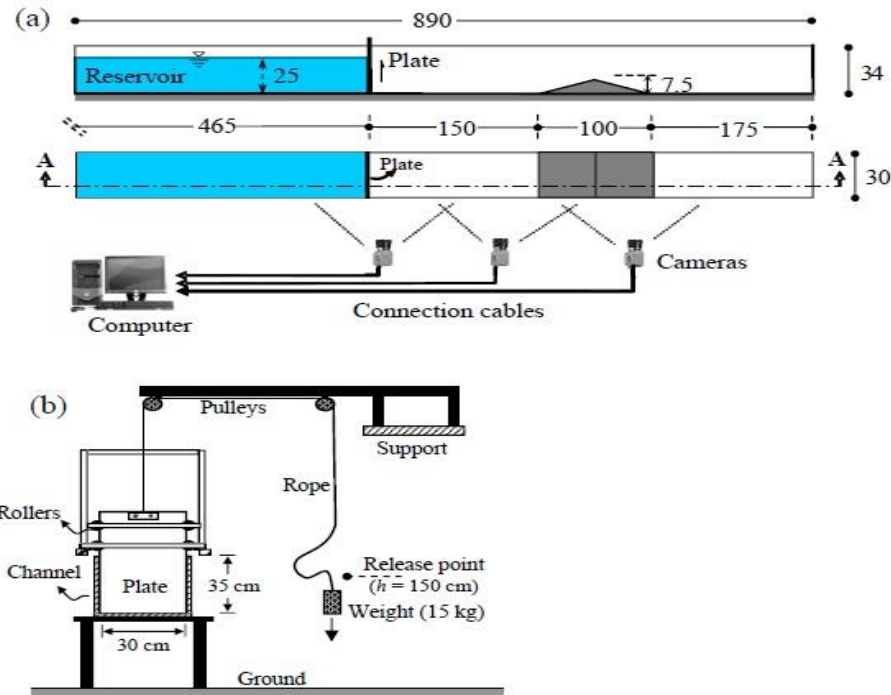 (a)
890
Reservoir
25
Plate
7.5
34
465
150
100
175
A
Plate
A
30
Cameras
Computer
Connection cables
(b)
Pulleys
Support
Rope
Rollers
Channel
Plate
35 cm
Release point
(h = 150 cm)
Weight (15 kg)
30 cm
Ground